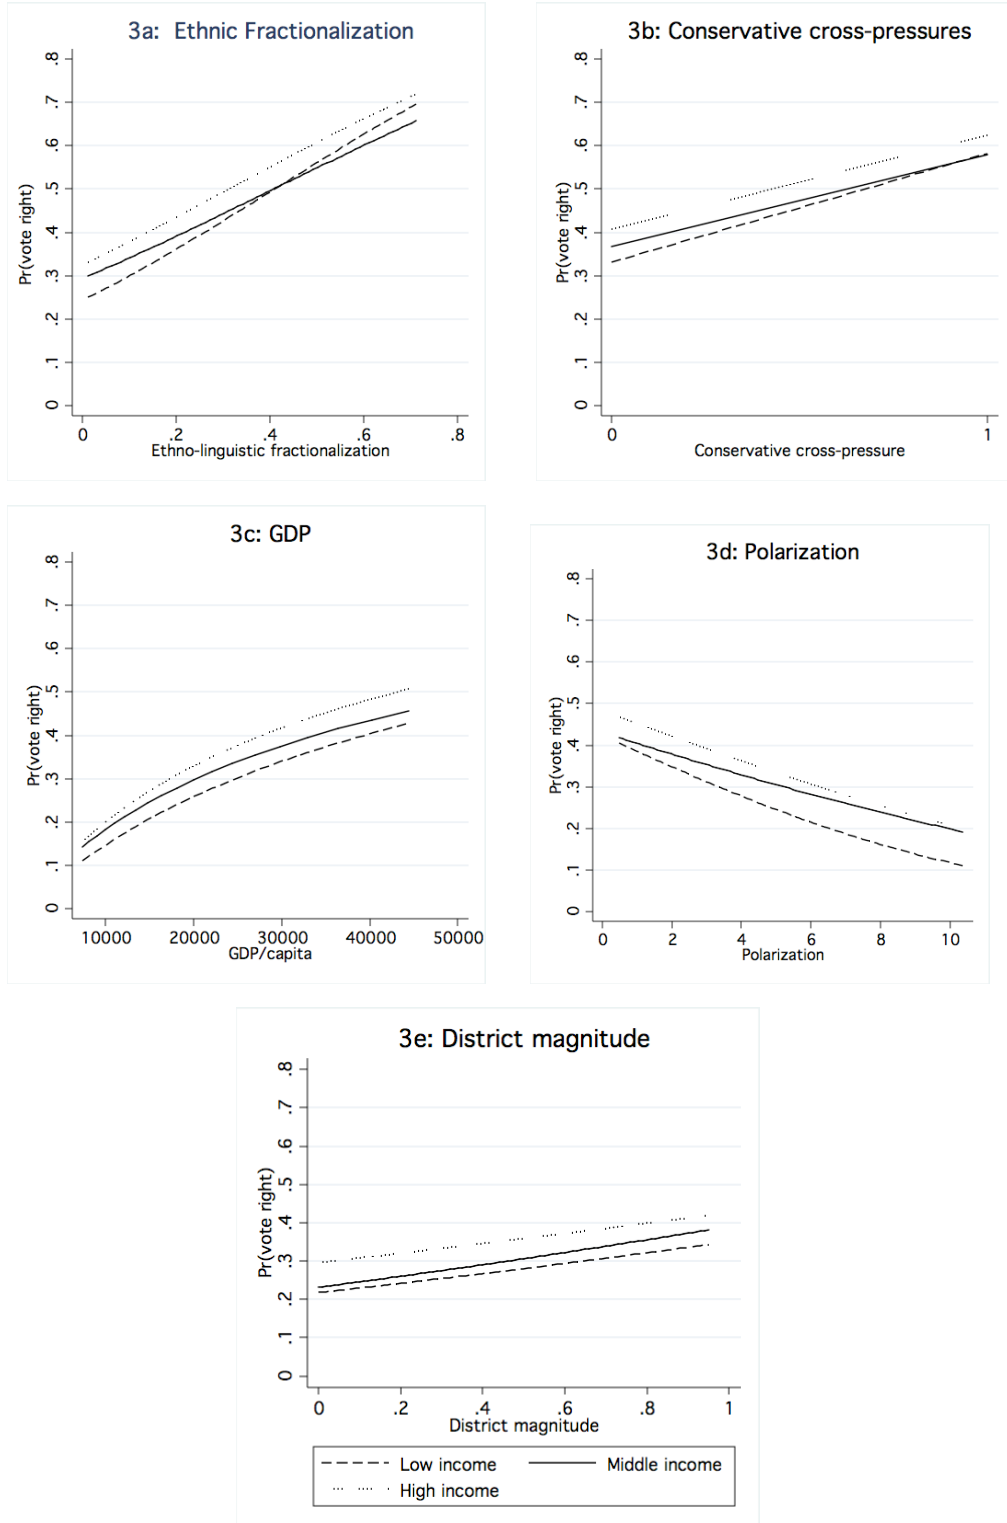 3a:  Ethnic Fractionalization
Pr(vote right)
.8
.7
.6
.5
.4
.3
.2
.1
0
0 .2 .4 .6 .8
Ethno-linguistic fractionalization
3b: Conservative cross-pressures
Pr(vote right)
.8
.7
.6
.5
.4
.3
.2
.1
0
0 1
Conservative cross-pressure
3c: GDP
Pr(vote right)
.8
.7
.6
.5
.4
.3
.2
.1
0
10000 20000 30000 40000 50000
GDP/capita
3d: Polarization
Pr(vote right)
.8
.7
.6
.5
.4
.3
.2
.1
0
0 2 4 6 8 10
Polarization
3e: District magnitude
Pr(vote right)
.8
.7
.6
.5
.4
.3
.2
.1
0
0 .2 .4 .6 .8 1
District magnitude
Low income Middle income
High income